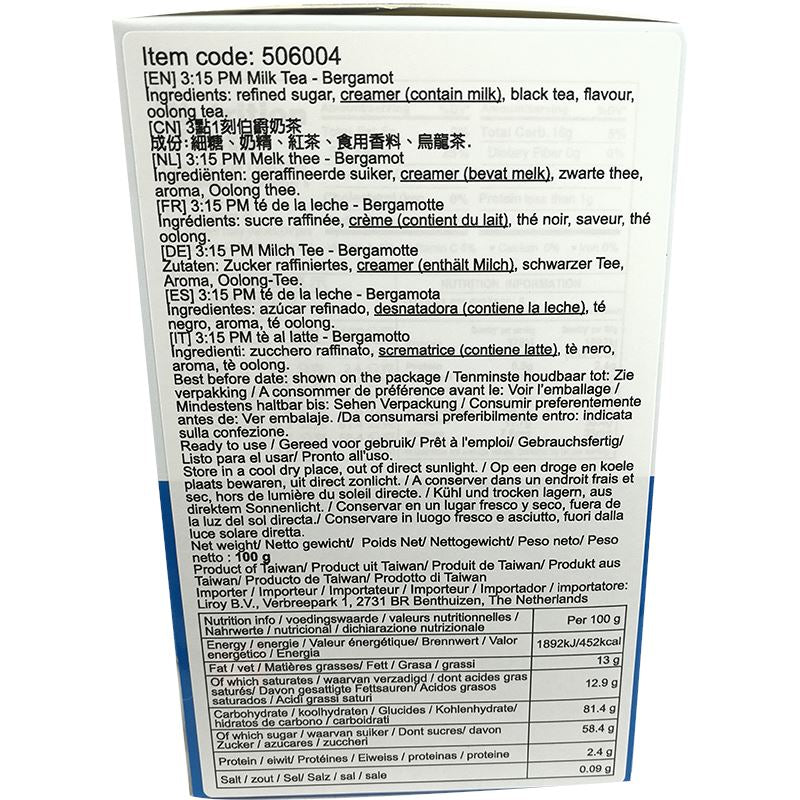 Item code: 506004
[EN] 3:15 PM Milk Tea - Bergamot
Ingredients: refined sugar, creamer (contain milk), black tea, flavour,
oolong tea.
[CN] 3點1刻伯爵奶茶
成份:細糖、奶精、紅茶、食用香料、烏龍茶.
[NL] 3:15 PM Melk thee - Bergamot
Ingrediënten: geraffineerde suiker, creamer (bevat melk), zwarte thee,
aroma, Oolong thee.
[FR] 3:15 PM té de la leche - Bergamotte
Ingrédients: sucre raffinée, crème (contient du lait), thé noir, saveur, thé
oolong.
[DE] 3:15 PM Milch Tee - Bergamotte
Zutaten: Zucker raffiniertes, creamer (enthält Milch), schwarzer Tee,
Aroma, Oolong-Tee.
[ES] 3:15 PM té de la leche - Bergamota
Ingredientes: azúcar refinado, desnatadora (contiene la leche), té
negro, aroma, té oolong.
[IT] 3:15 PM tè al latte - Bergamotto
Ingredienti: zucchero raffinato, scrematrice (contiene latte), tè nero,
aroma, tè oolong.
Best before date: shown on the package / Tenminste houdbaar tot: Zie
verpakking / A consommer de préférence avant le: Voir l'emballage /
Mindestens haltbar bis: Sehen Verpackung / Consumir preferentemente
antes de: Ver embalaje. /Da consumarsi preferibilmente entro: indicata
sulla confezione.
Ready to use / Gereed voor gebruik/ Prêt à l'emploi/ Gebrauchsfertig/
Listo para el usar/ Pronto all'uso.
Store in a cool dry place, out of direct sunlight. / Op een droge en koele
plaats bewaren, uit direct zonlicht. / A conserver dans un endroit frais et
sec, hors de lumière du soleil directe. / Kühl und trocken lagern, aus
direktem Sonnenlicht. / Conservar en un lugar fresco y seco, fuera de
la luz del sol directa./ Conservare in luogo fresco e asciutto, fuori dalla
luce solare diretta.
Net weight/ Netto gewicht/ Poids Net/ Nettogewicht/ Peso neto/ Peso
netto : 100 g
Product of Taiwan/ Product uit Taiwan/ Produit de Taiwan/ Produkt aus
Taiwan/ Producto de Taiwan/ Prodotto di Taiwan
Importer / Importeur / Importateur / Importeur / Importador / importatore:
Liroy B.V., Verbreepark 1, 2731 BR Benthuizen, The Netherlands
Nutrition info / voedingswaarde / valeurs nutritionnelles / Per 100 g
Nahrwerte / nutricional / dichiarazione nutrizionale
Energy / energie / Valeur énergétique/ Brennwert / Valor 1892kJ/452kcal
energético / Energia
Fat / vet / Matières grasses/ Fett / Grasa / grassi 13 g
Of which saturates / waarvan verzadigd / dont acides gras 12.9 g
saturés/ Davon gesattigte Fettsauren/ Acidos grasos
saturados / Acidi grassi saturi
Carbohydrate / koolhydraten / Glucides / Kohlenhydrate/ 81.4 g
hidratos de carbono / carboidrati
Of which sugar / waarvan suiker / Dont sucres/ davon 58.4 g
Zucker / azucares / zuccheri
Protein / eiwit/ Protéines / Eiweiss / proteinas / proteine 2.4 g
Salt / zout / Sel/ Salz / sal / sale 0.09 g